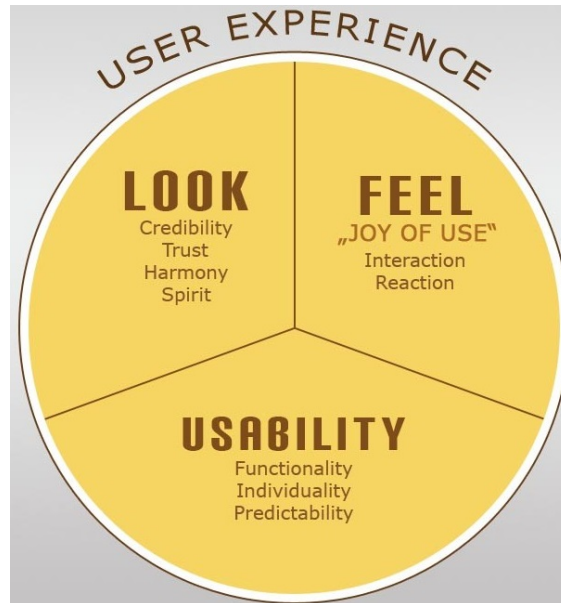 USER EXPERIENCE
LOOK
Credibility
Trust
Harmony
Spirit
FEEL
„JOY OF USE“
Interaction
Reaction
USABILITY
Functionality
Individuality
Predictability